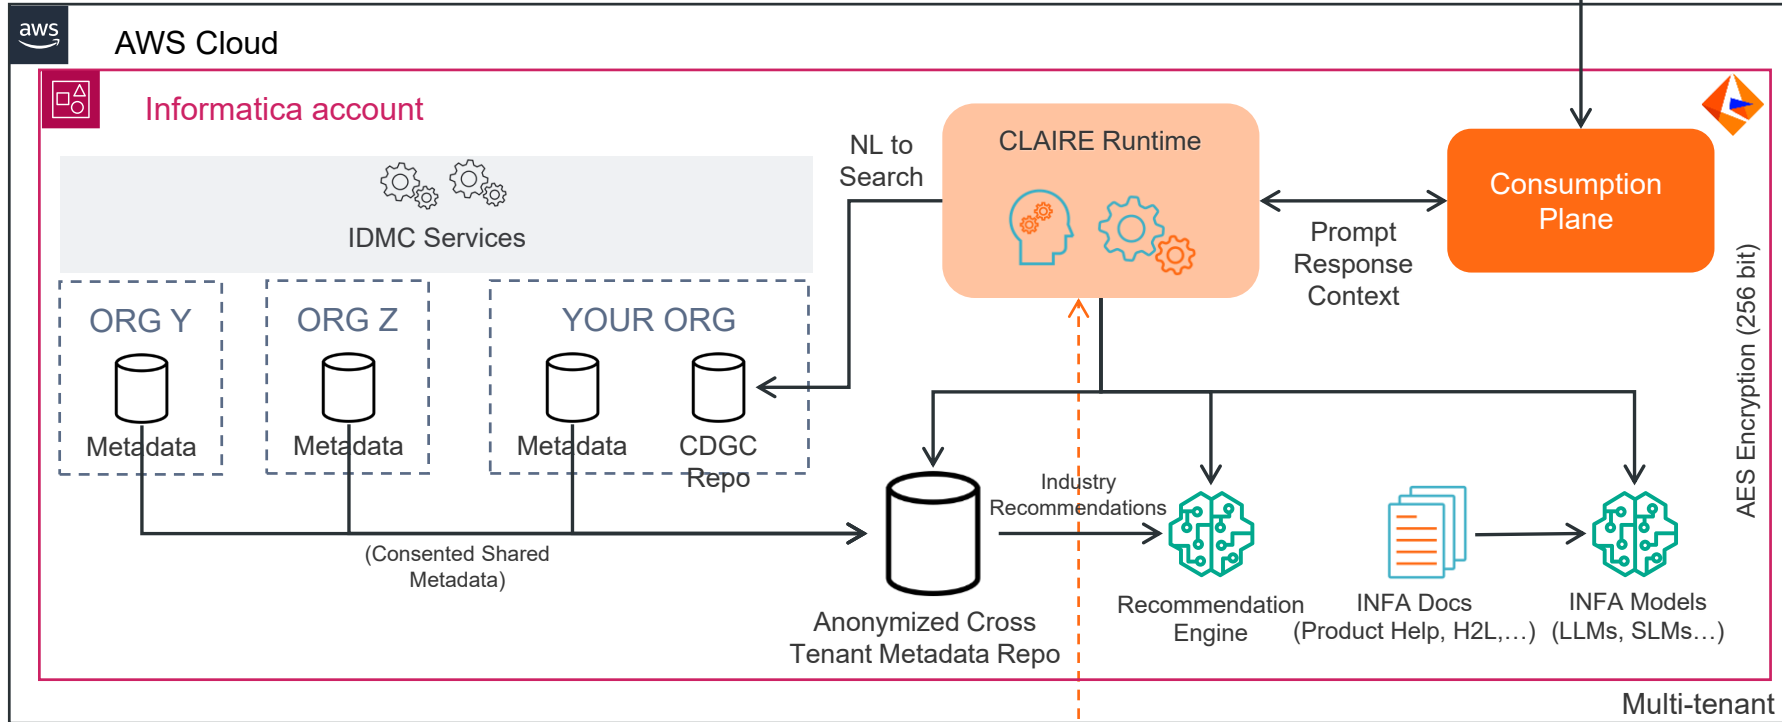 aws
AWS Cloud
Informatica account
IDMC Services
NL to
Search
CLAIRE Runtime
Prompt
Response
Context
Consumption
Plane
ORG Y
Metadata
ORG Z
Metadata
YOUR ORG
Metadata
CDGC
Repo
(Consented Shared
Metadata)
Anonymized Cross
Tenant Metadata Repo
Industry
Recommendations
Recommendation
Engine
INFA Docs
(Product Help, H2L,...)
INFA Models
(LLMs, SLMs...)
AES Encryption (256 bit)
Multi-tenant